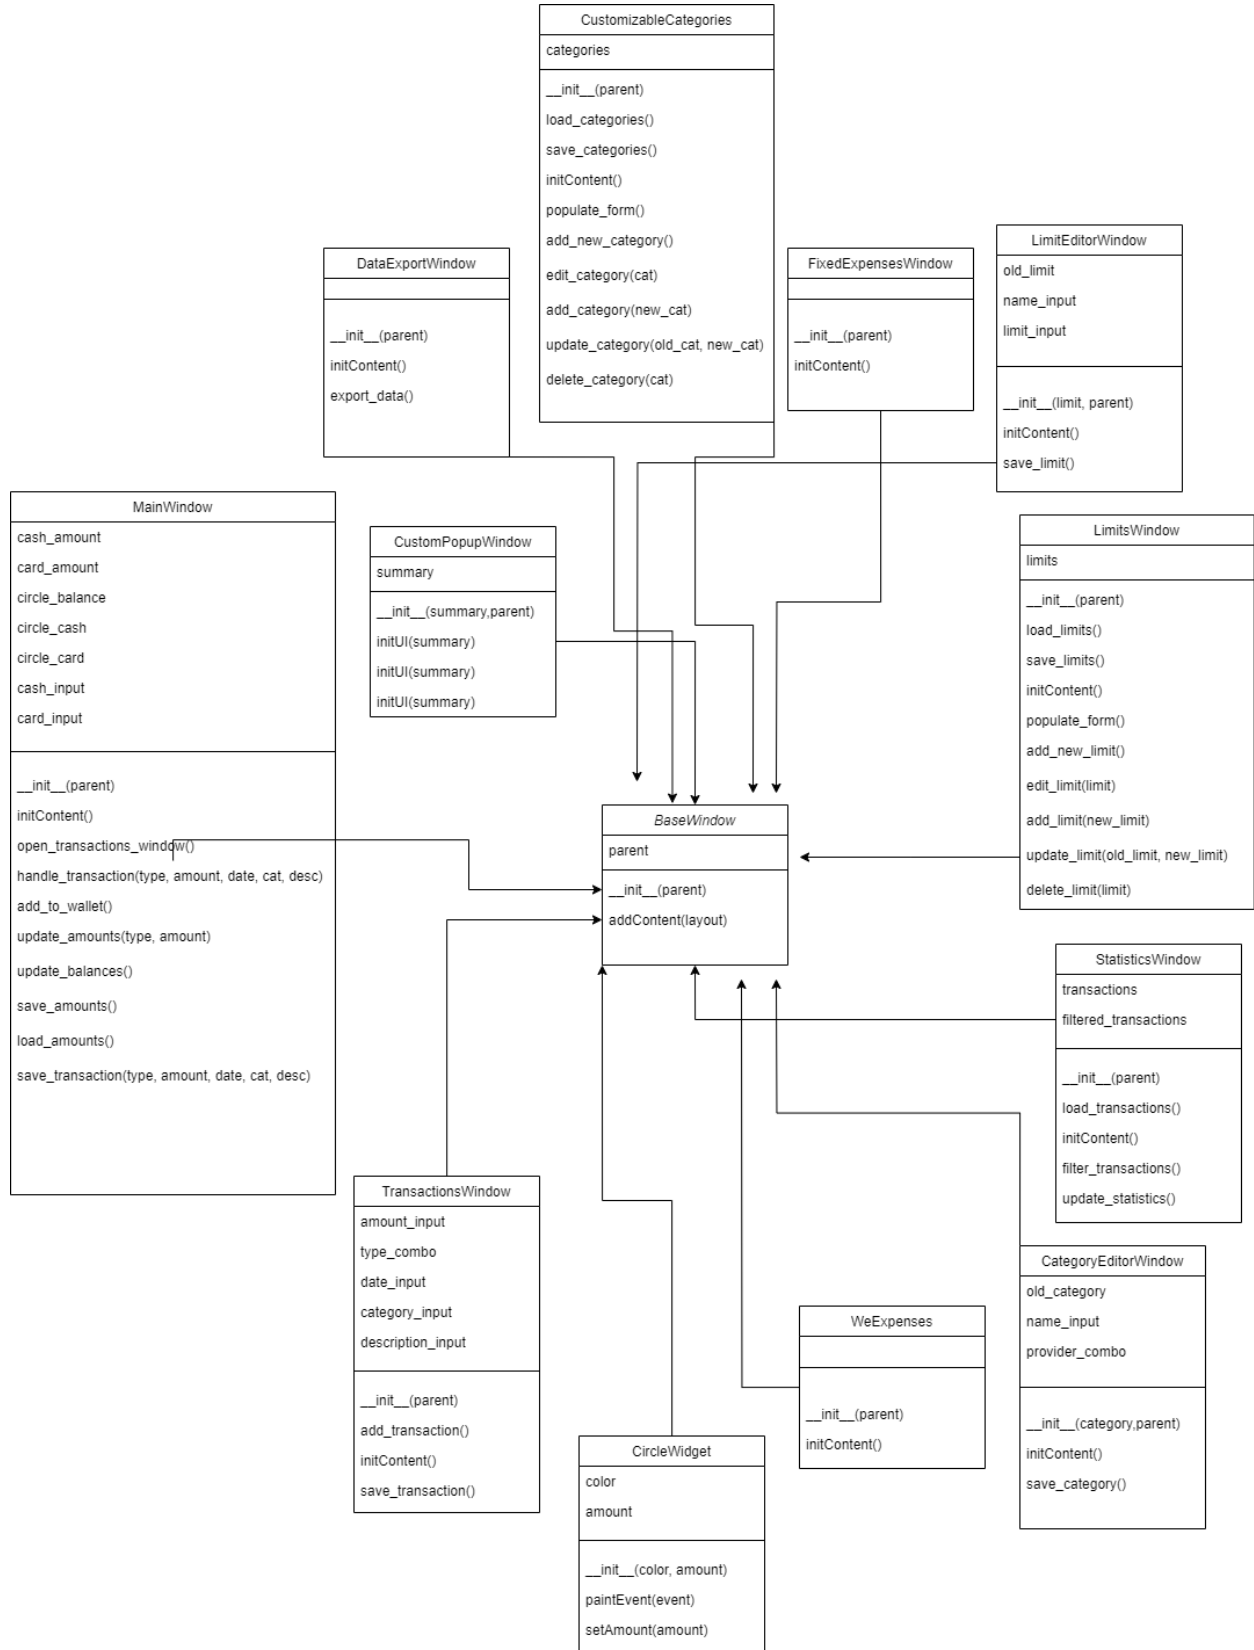 CustomizableCategories
categories
__init__(parent)
load_categories()
save_categories()
initContent()
populate_form()
add_new_category()
edit_category(cat)
add_category(new_cat)
update_category(old_cat, new_cat)
delete_category(cat)
DataExportWindow
__init__(parent)
initContent()
export_data()
FixedExpensesWindow
__init__(parent)
initContent()
LimitEditorWindow
old_limit
name_input
limit_input
__init__(limit, parent)
initContent()
save_limit()
MainWindow
cash_amount
card_amount
circle_balance
circle_cash
circle_card
cash_input
card_input
__init__(parent)
initContent()
open_transactions_window()
handle_transaction(type, amount, date, cat, desc)
add_to_wallet()
update_amounts(type, amount)
update_balances()
save_amounts()
load_amounts()
save_transaction(type, amount, date, cat, desc)
CustomPopupWindow
summary
__init__(summary,parent)
initUI(summary)
initUI(summary)
initUI(summary)
LimitsWindow
limits
__init__(parent)
load_limits()
save_limits()
initContent()
populate_form()
add_new_limit()
edit_limit(limit)
add_limit(new_limit)
update_limit(old_limit, new_limit)
delete_limit(limit)
BaseWindow
parent
__init__(parent)
addContent(layout)
StatisticsWindow
transactions
filtered_transactions
__init__(parent)
load_transactions()
initContent()
filter_transactions()
update_statistics()
TransactionsWindow
amount_input
type_combo
date_input
category_input
description_input
__init__(parent)
add_transaction()
initContent()
save_transaction()
CategoryEditorWindow
old_category
name_input
provider_combo
__init__(category,parent)
initContent()
save_category()
WeExpenses
__init__(parent)
initContent()
CircleWidget
color
amount
__init__(color, amount)
paintEvent(event)
setAmount(amount)